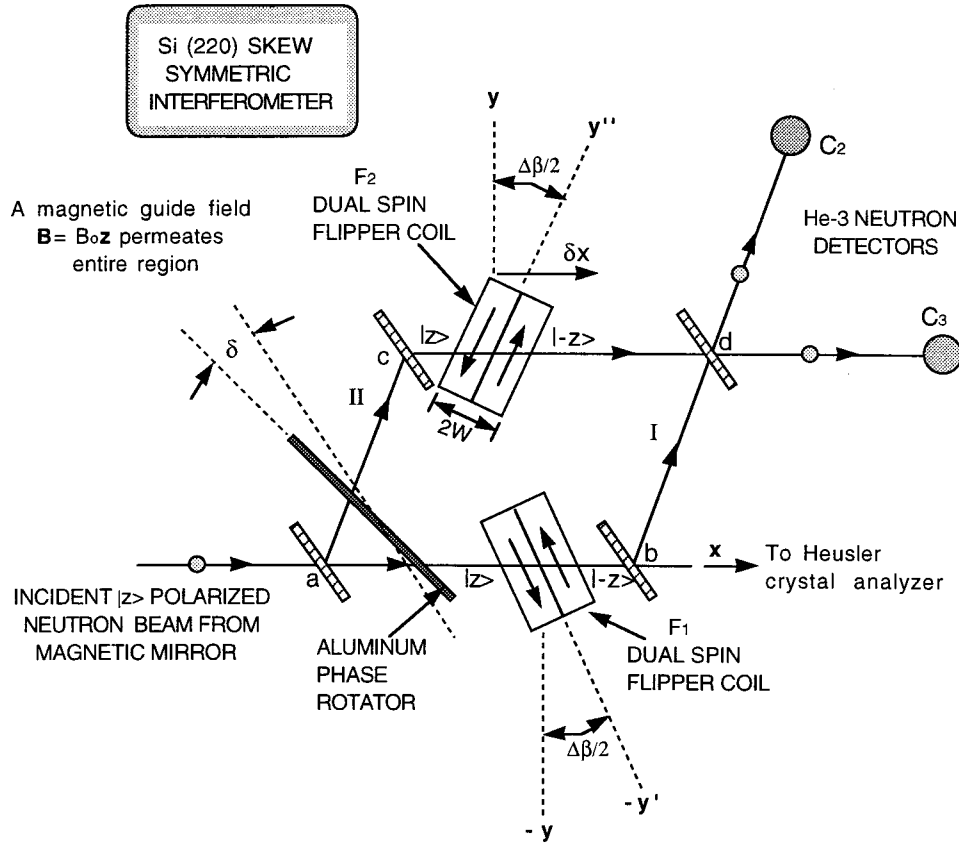 Si (220) SKEW
SYMMETRIC
INTERFEROMETER
A magnetic guide field
B = Boz permeates
entire region
F2
DUAL SPIN
FLIPPER COIL
y
y''
Δβ/2
δx
C2
He-3 NEUTRON
DETECTORS
C3
δ
|z>
|-z>
c
d
II
2W
I
a
b
x
|z>
|-z>
To Heusler
crystal analyzer
INCIDENT |z> POLARIZED
NEUTRON BEAM FROM
MAGNETIC MIRROR
ALUMINUM
PHASE
ROTATOR
F1
DUAL SPIN
FLIPPER COIL
Δβ/2
- y
- y'